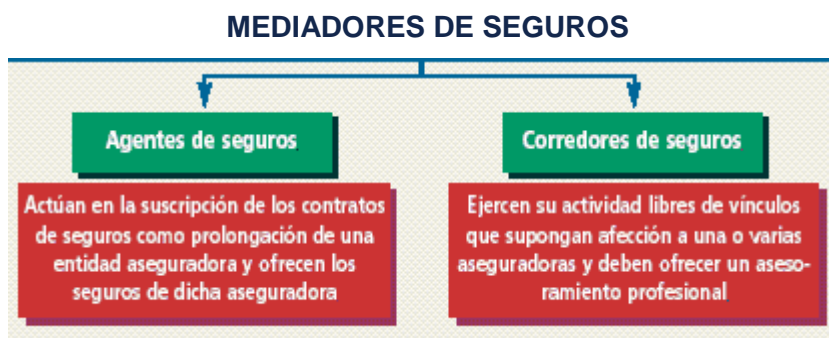 MEDIADORES DE SEGUROS
Agentes de seguros
Corredores de seguros
Actúan en la suscripción de los contratos
de seguros como prolongación de una
entidad aseguradora y ofrecen los
seguros de dicha aseguradora
Ejercen su actividad libres de vínculos
que supongan afección a una o varias
aseguradoras y deben ofrecer un aseso-
ramiento profesional